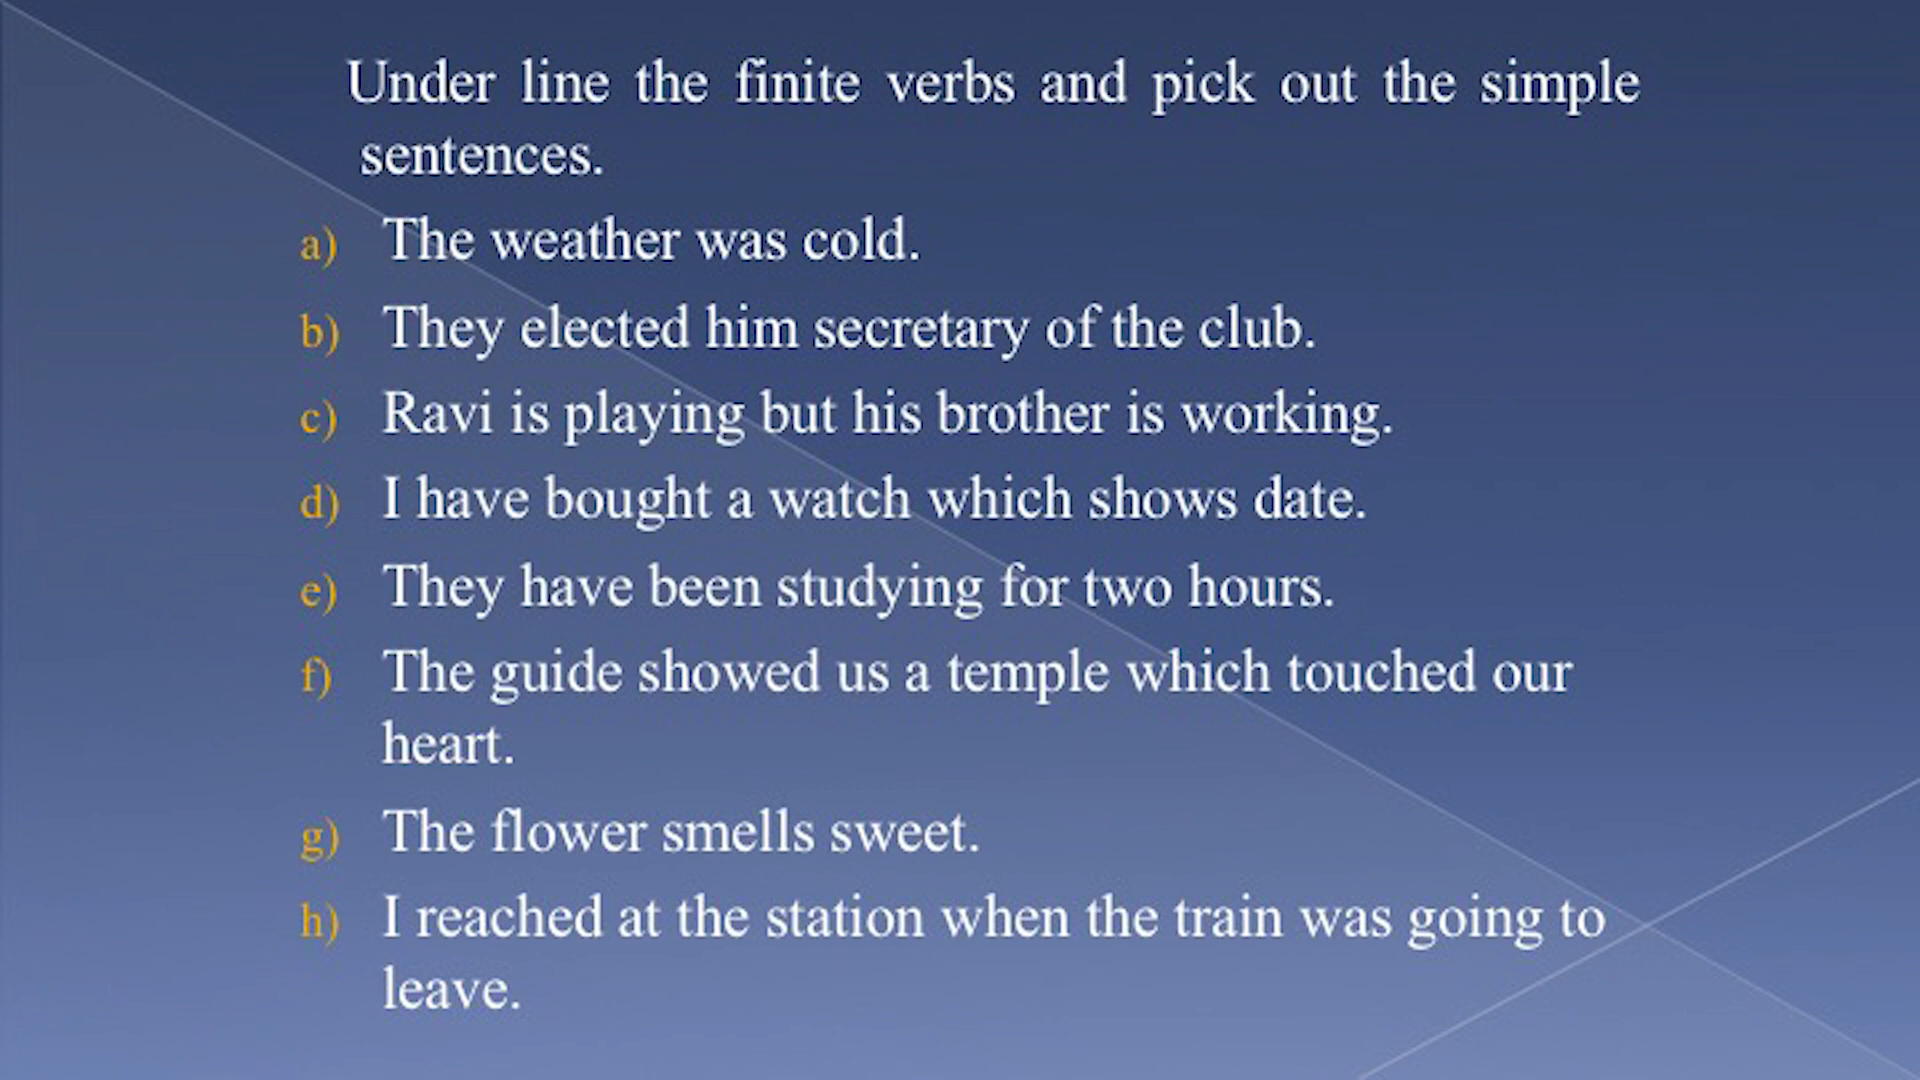 Under line the finite verbs and pick out the simple
sentences.
a) The weather was cold.
b) They elected him secretary of the club.
c) Ravi is playing but his brother is working.
d) I have bought a watch which shows date.
e) They have been studying for two hours.
f) The guide showed us a temple which touched our
heart.
g) The flower smells sweet.
h) I reached at the station when the train was going to
leave.